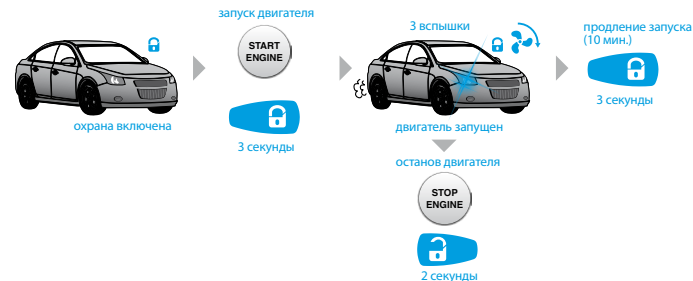 запуск двигателя
START
ENGINE
3 секунды
охрана включена
3 вспышки
двигатель запущен
продление запуска
(10 мин.)
3 секунды
останов двигателя
STOP
ENGINE
2 секунды